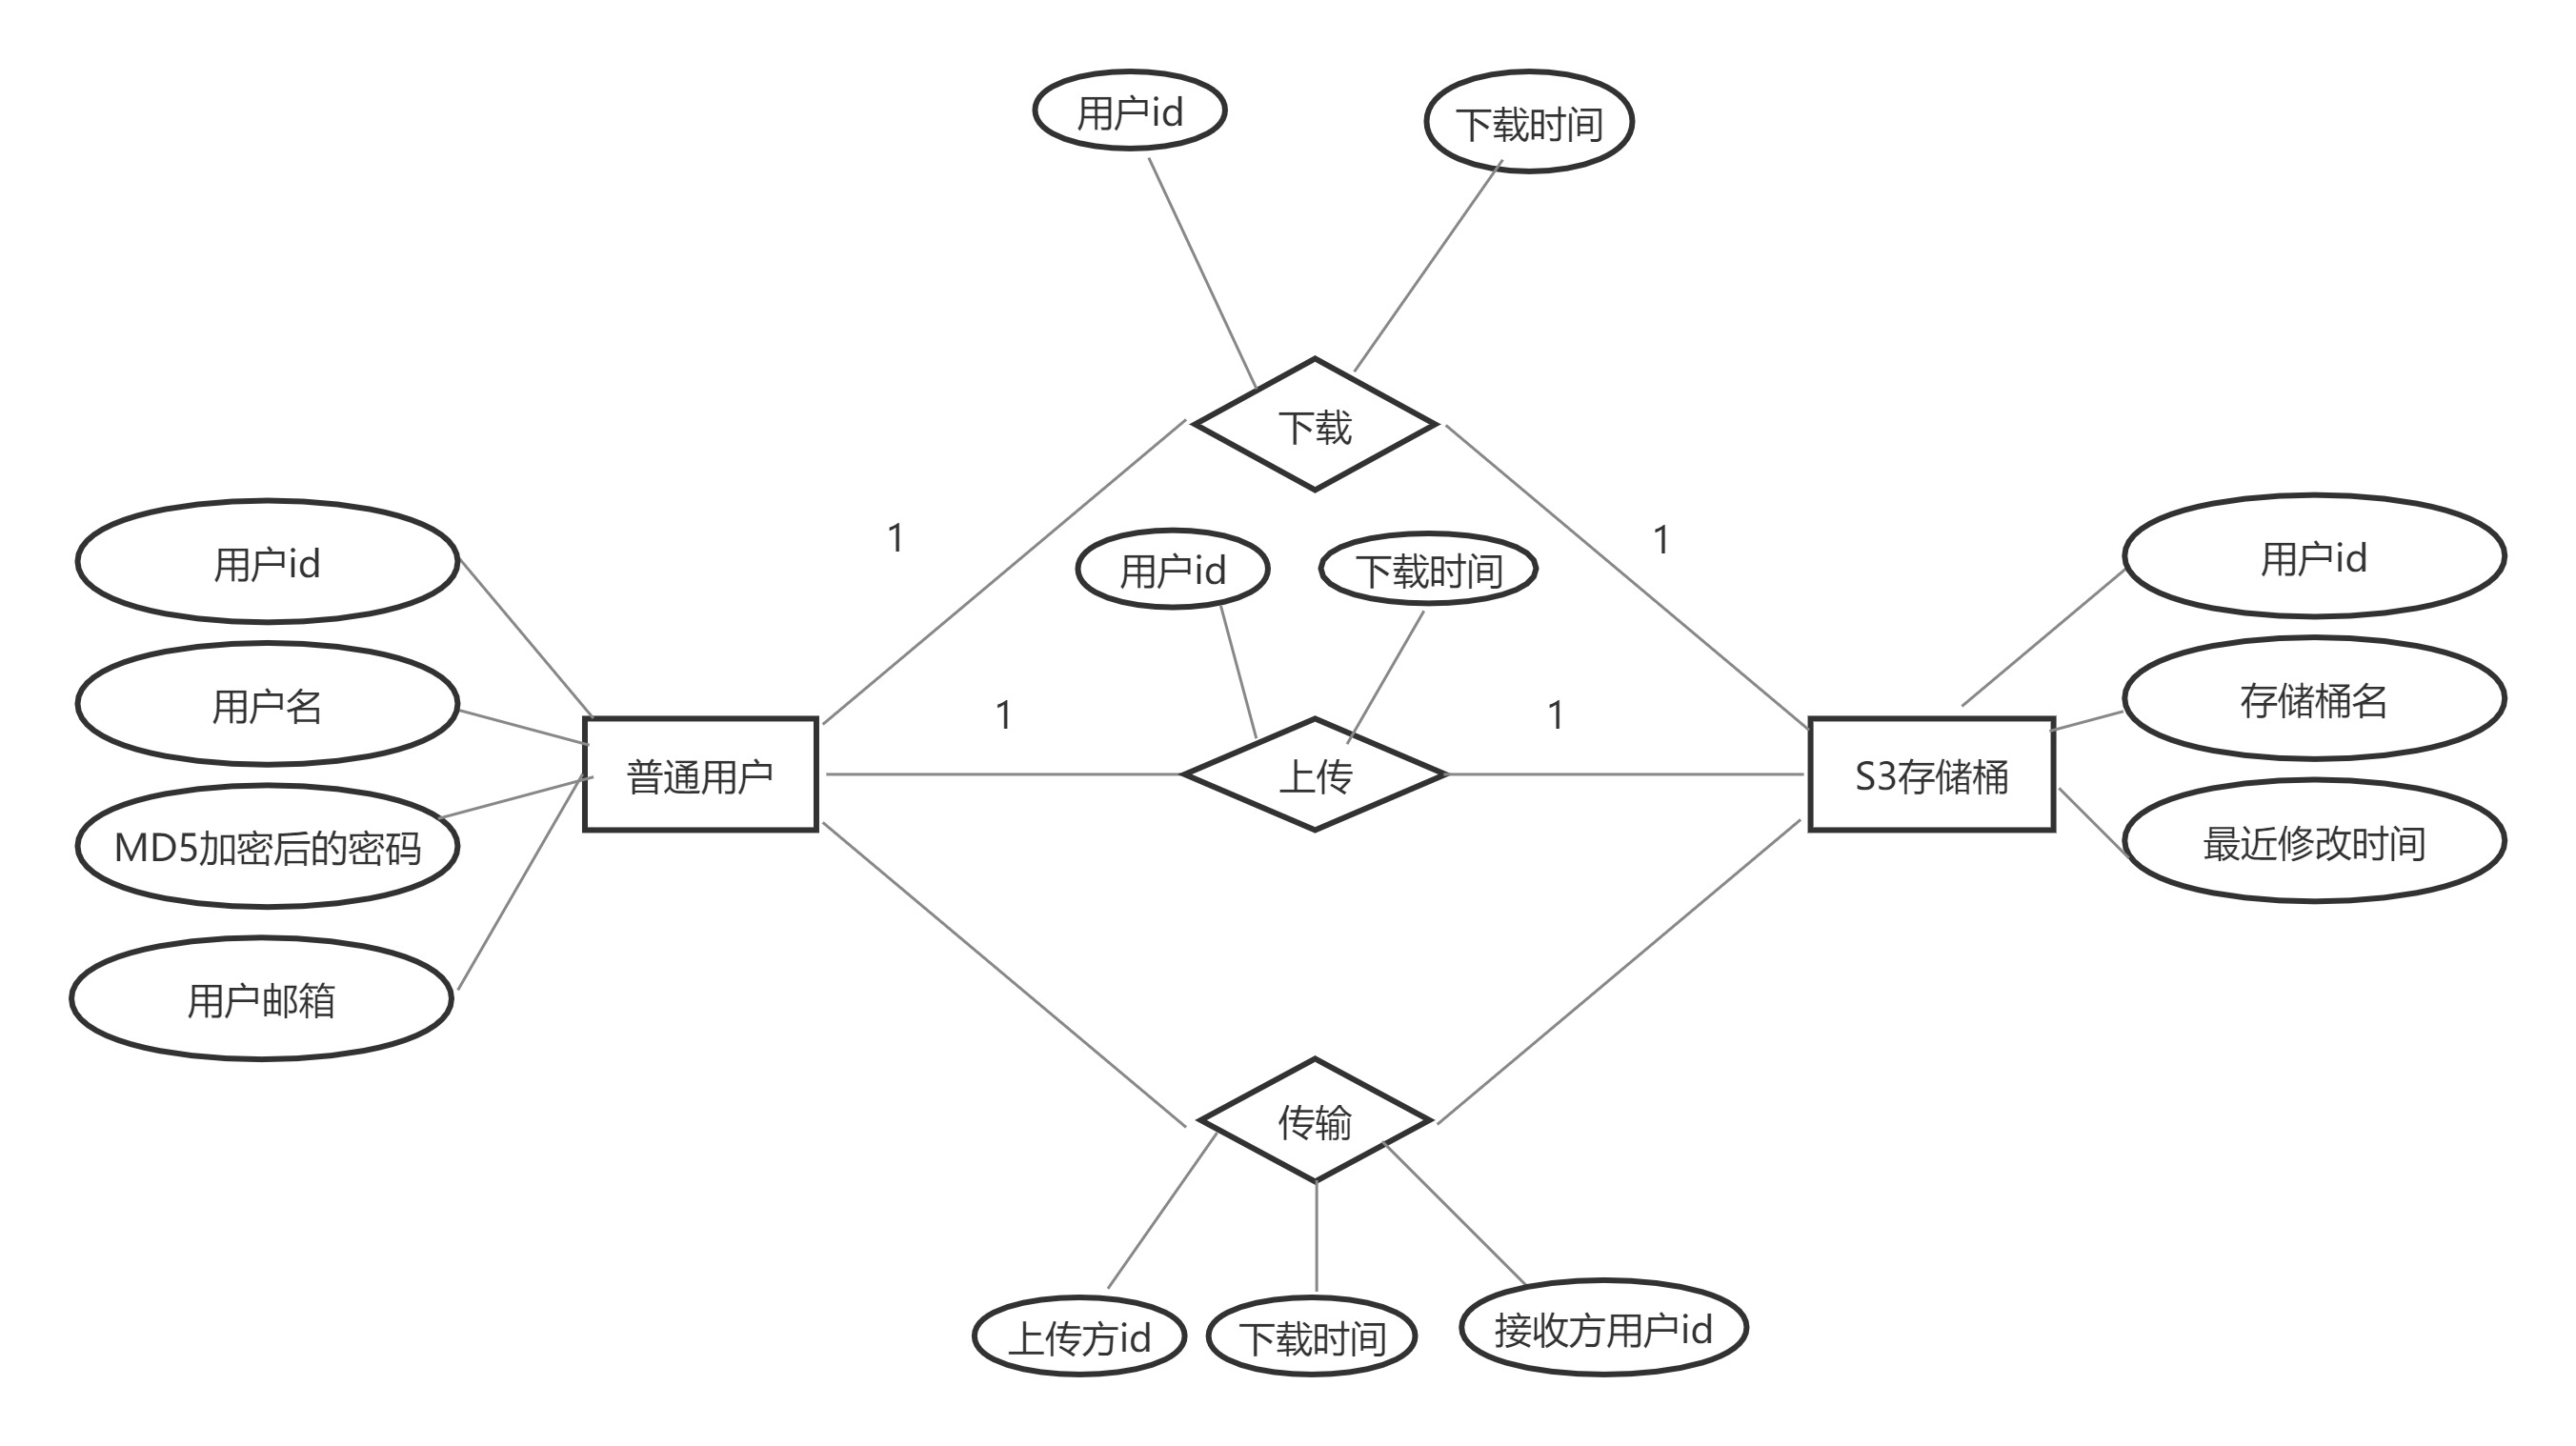 用户id
下载时间
下载
1
1
用户id
下载时间
用户id
用户id
用户名
存储桶名
1
1
普通用户
上传
S3存储桶
MD5加密后的密码
最近修改时间
用户邮箱
传输
上传方id
下载时间
接收方用户id